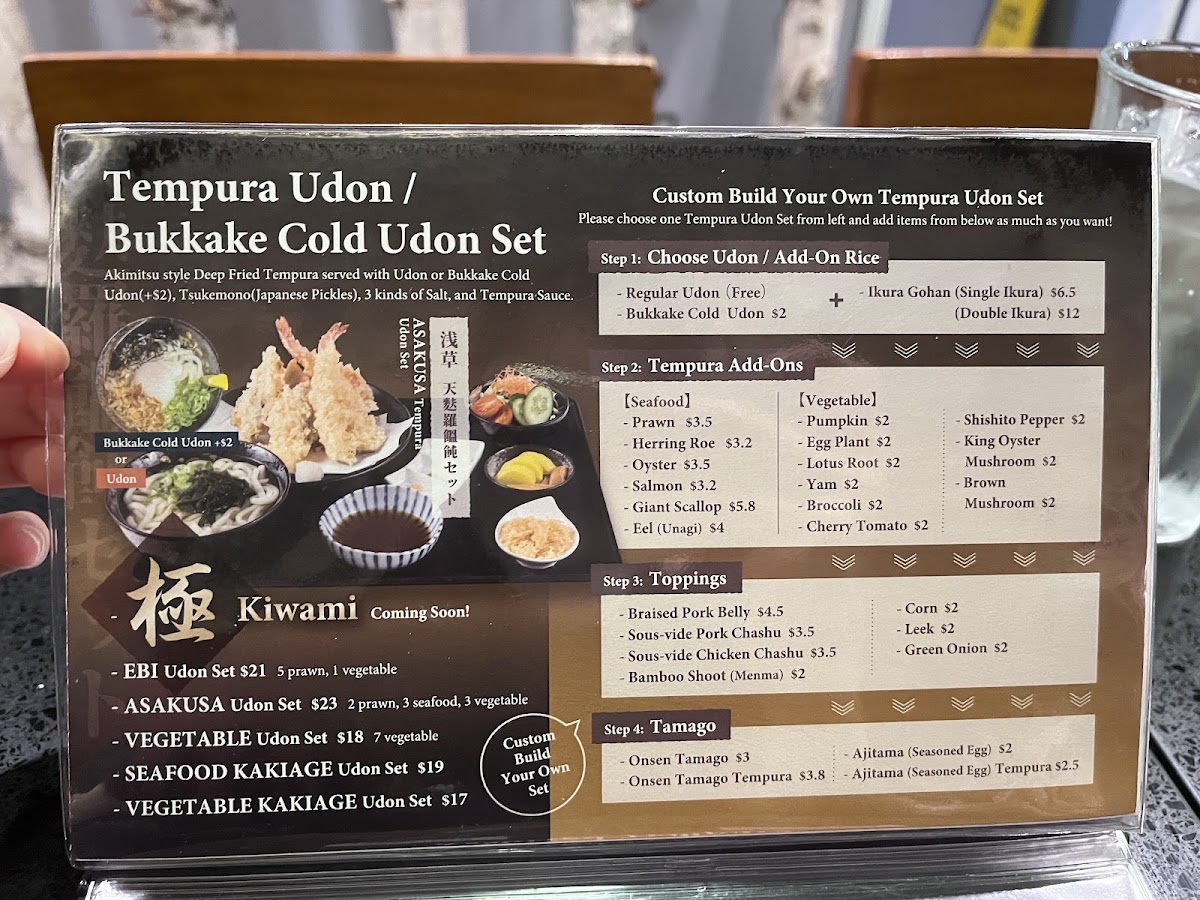 Tempura Udon /
Bukkake Cold Udon Set
Akimitsu style Deep Fried Tempura served with Udon or Bukkake Cold
Udon(+$2), Tsukemono(Japanese Pickles), 3 kinds of Salt, and Tempura Sauce.
浅草 天麩羅饂飩セット
ASAKUSA Tempura
Udon Set
Bukkake Cold Udon +$2
or
Udon
- 極 Kiwami Coming Soon!
- EBI Udon Set $21 5 prawn, 1 vegetable
- ASAKUSA Udon Set $23 2 prawn, 3 seafood, 3 vegetable
- VEGETABLE Udon Set $18 7 vegetable
- SEAFOOD KAKIAGE Udon Set $19
- VEGETABLE KAKIAGE Udon Set $17
Custom
Build
Your Own
Set
Custom Build Your Own Tempura Udon Set
Please choose one Tempura Udon Set from left and add items from below as much as you want!
Step 1: Choose Udon / Add-On Rice
- Regular Udon (Free)
- Bukkake Cold Udon $2
+
- Ikura Gohan (Single Ikura) $6.5
(Double Ikura) $12
Step 2: Tempura Add-Ons
【Seafood】
- Prawn $3.5
- Herring Roe $3.2
- Oyster $3.5
- Salmon $3.2
- Giant Scallop $5.8
- Eel (Unagi) $4
【Vegetable】
- Pumpkin $2
- Egg Plant $2
- Lotus Root $2
- Yam $2
- Broccoli $2
- Cherry Tomato $2
- Shishito Pepper $2
- King Oyster
Mushroom $2
- Brown
Mushroom $2
Step 3: Toppings
- Braised Pork Belly $4.5
- Sous-vide Pork Chashu $3.5
- Sous-vide Chicken Chashu $3.5
- Bamboo Shoot (Menma) $2
- Corn $2
- Leek $2
- Green Onion $2
Step 4: Tamago
- Onsen Tamago $3
- Onsen Tamago Tempura $3.8
- Ajitama (Seasoned Egg) $2
- Ajitama (Seasoned Egg) Tempura $2.5